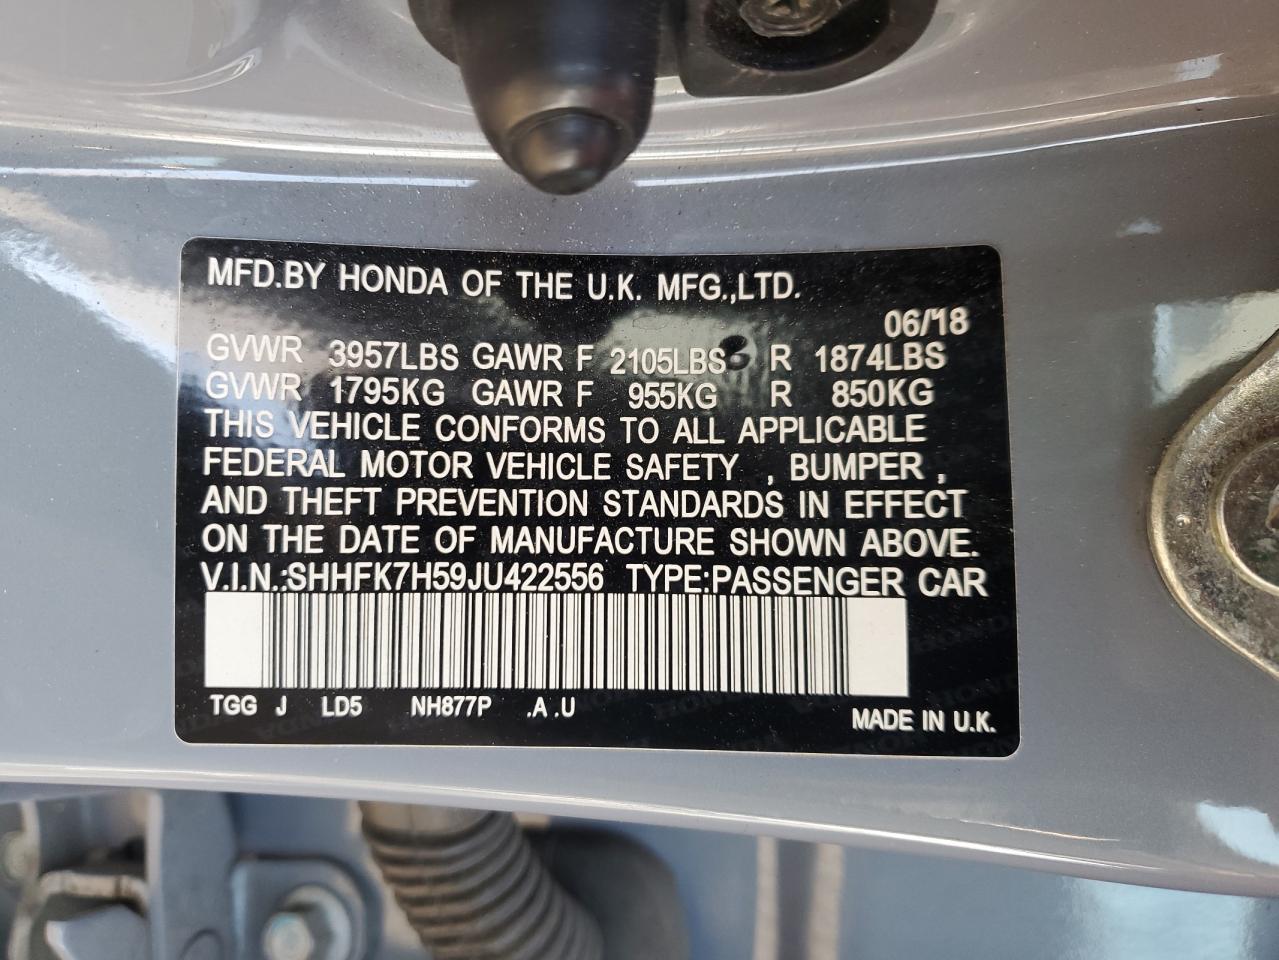 MFD.BY HONDA OF THE U.K. MFG.,LTD.
06/18
GVWR 3957LBS GAWR F 2105LBS R 1874LBS
GVWR 1795KG GAWR F 955KG R 850KG
THIS VEHICLE CONFORMS TO ALL APPLICABLE
FEDERAL MOTOR VEHICLE SAFETY , BUMPER ,
AND THEFT PREVENTION STANDARDS IN EFFECT
ON THE DATE OF MANUFACTURE SHOWN ABOVE.
V.I.N.:SHHFK7H59JU422556 TYPE:PASSENGER CAR
TGG J LD5 NH877P .A .U
MADE IN U.K.